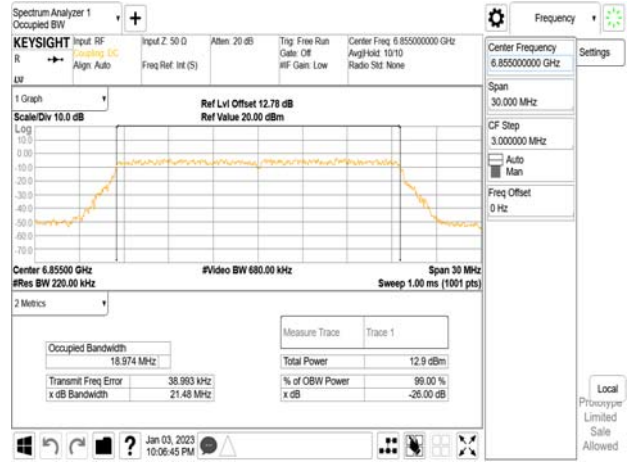 Spectrum Analyzer 1
Occupied BW
Frequency
KEYSIGHT
Input: RF
Coupling: DC
Align: Auto
Input Z: 50 Ω
Freq Ref: Int (S)
Atten: 20 dB
Trig: Free Run
Gate: Off
#IF Gain: Low
Center Freq: 6.855000000 GHz
Avg|Hold: 10/10
Radio Std: None
R
LXI
Center Frequency
6.855000000 GHz
Settings
Span
30.000 MHz
CF Step
3.000000 MHz
Auto
Man
Freq Offset
0 Hz
1 Graph
Scale/Div 10.0 dB
Ref Lvl Offset 12.78 dB
Ref Value 20.00 dBm
Log
10.0
0.00
-10.0
-20.0
-30.0
-40.0
-50.0
-60.0
-70.0
Center 6.85500 GHz
#Video BW 680.00 kHz
Span 30 MHz
#Res BW 220.00 kHz
Sweep 1.00 ms (1001 pts)
2 Metrics
Measure Trace
Trace 1
Occupied Bandwidth
18.974 MHz
Total Power
12.9 dBm
Transmit Freq Error
38.993 kHz
% of OBW Power
99.00 %
x dB Bandwidth
21.48 MHz
x dB
-26.00 dB
Local
Prototype
Limited
Sale
Allowed
?
Jan 03, 2023
10:06:45 PM